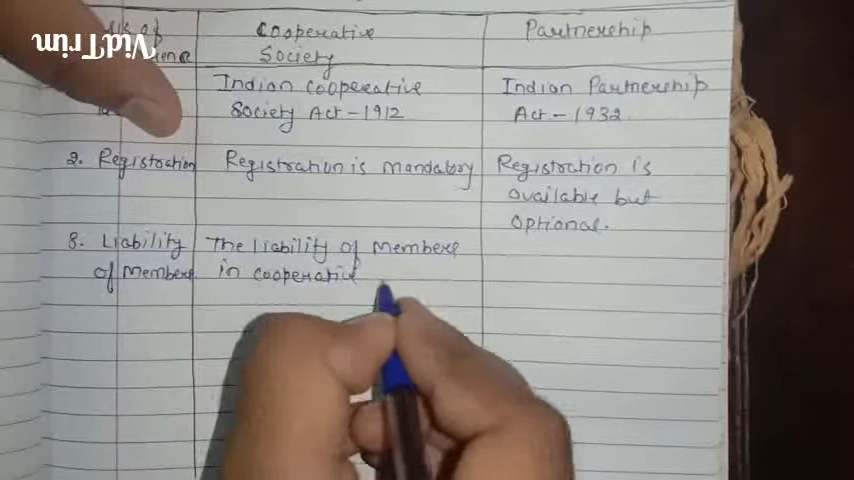 VidTrim
Cooperative
Society
Partnership
Indian cooperative
Society Act - 1912
Indian Partnership
Act - 1932.
2. Registration
Registration is Mandatory
Registration is
available but
optional.
3. Liability
of Members
The liability of Members
in cooperative